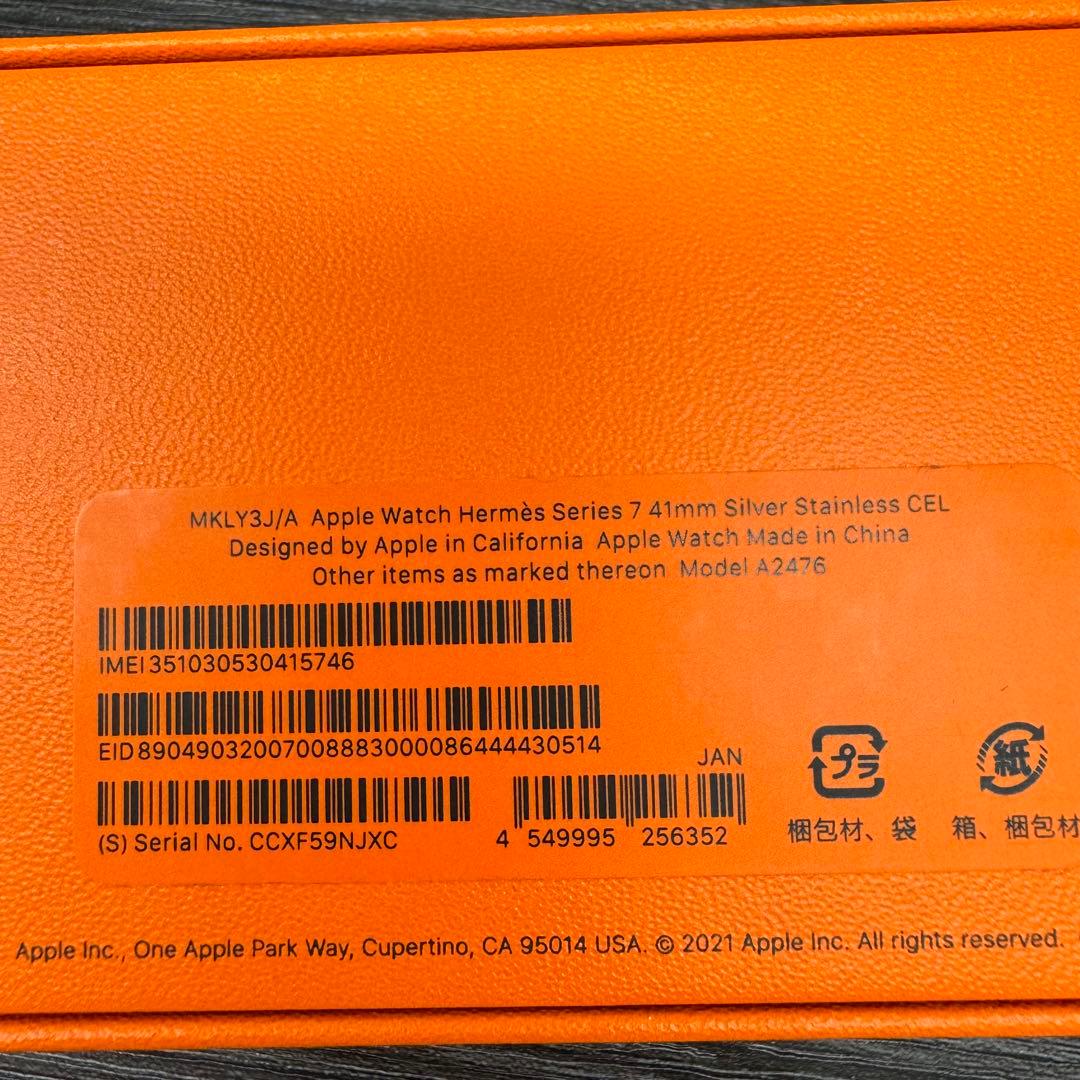 MKLY3J/A Apple Watch Hermès Series 7 41mm Silver Stainless CEL
Designed by Apple in California Apple Watch Made in China
Other items as marked thereon Model A2476
IMEI 351030530415746
EID 89049032007008883000086444430514
JAN
(S) Serial No. CCXF59NJXC
4 549995 256352
プラ
紙
梱包材、袋
箱、梱包材
Apple Inc., One Apple Park Way, Cupertino, CA 95014 USA. © 2021 Apple Inc. All rights reserved.